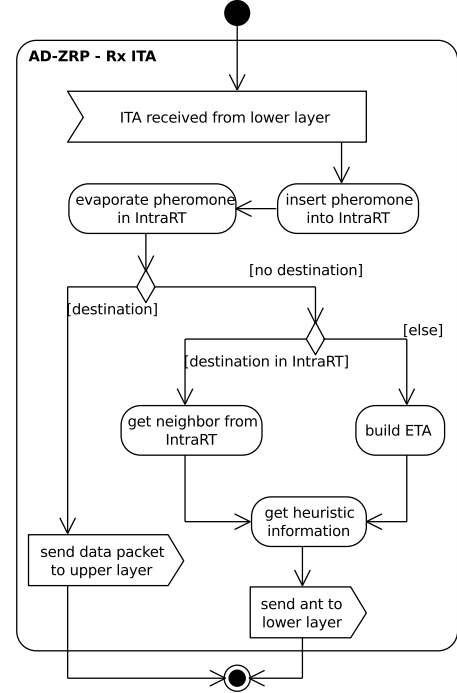 AD-ZRP - Rx ITA
ITA received from lower layer
evaporate pheromone
in IntraRT
insert pheromone
into IntraRT
[no destination]
[destination]
[else]
[destination in IntraRT]
get neighbor from
IntraRT
build ETA
get heuristic
information
send data packet
to upper layer
send ant to
lower layer